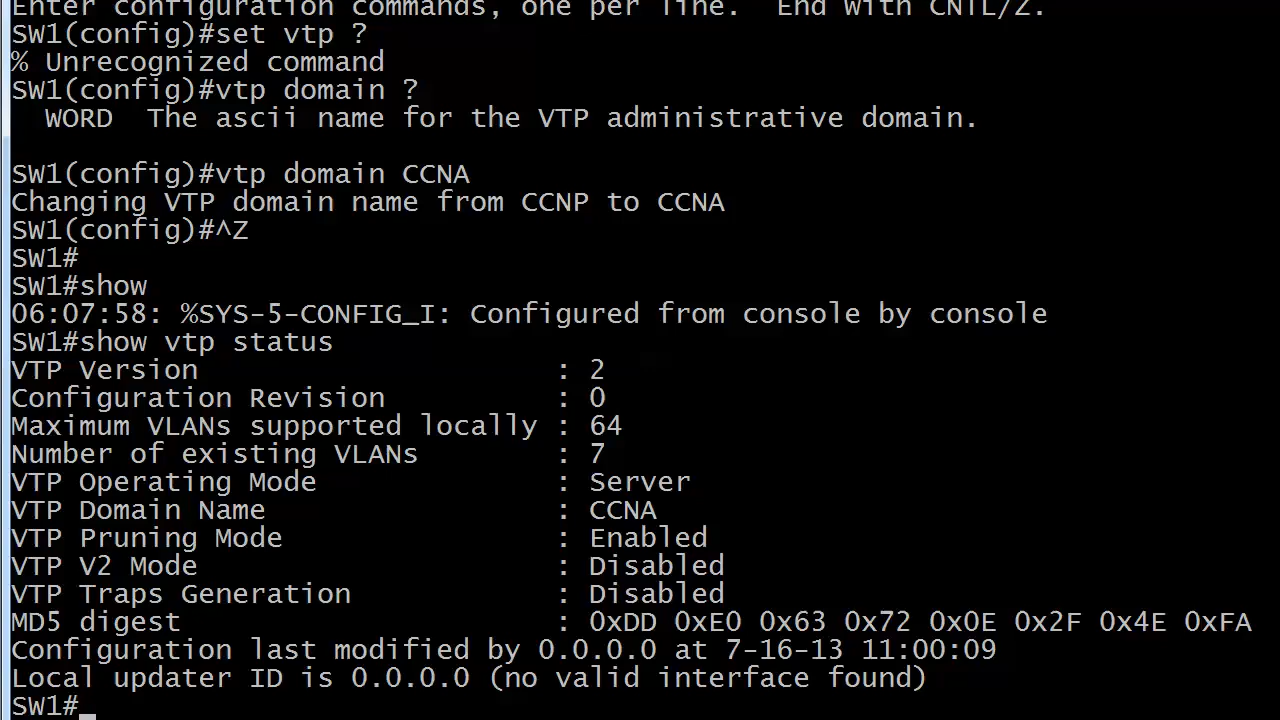 Enter configuration commands, one per line.  End with CNTL/Z.
SW1(config)#set vtp ?
% Unrecognized command
SW1(config)#vtp domain ?
  WORD  The ascii name for the VTP administrative domain.
SW1(config)#vtp domain CCNA
Changing VTP domain name from CCNP to CCNA
SW1(config)#^Z
SW1#
SW1#show
06:07:58: %SYS-5-CONFIG_I: Configured from console by console
SW1#show vtp status
VTP Version                     : 2
Configuration Revision          : 0
Maximum VLANs supported locally : 64
Number of existing VLANs        : 7
VTP Operating Mode              : Server
VTP Domain Name                 : CCNA
VTP Pruning Mode                : Enabled
VTP V2 Mode                     : Disabled
VTP Traps Generation            : Disabled
MD5 digest                      : 0xDD 0xE0 0x63 0x72 0x0E 0x2F 0x4E 0xFA
Configuration last modified by 0.0.0.0 at 7-16-13 11:00:09
Local updater ID is 0.0.0.0 (no valid interface found)
SW1#